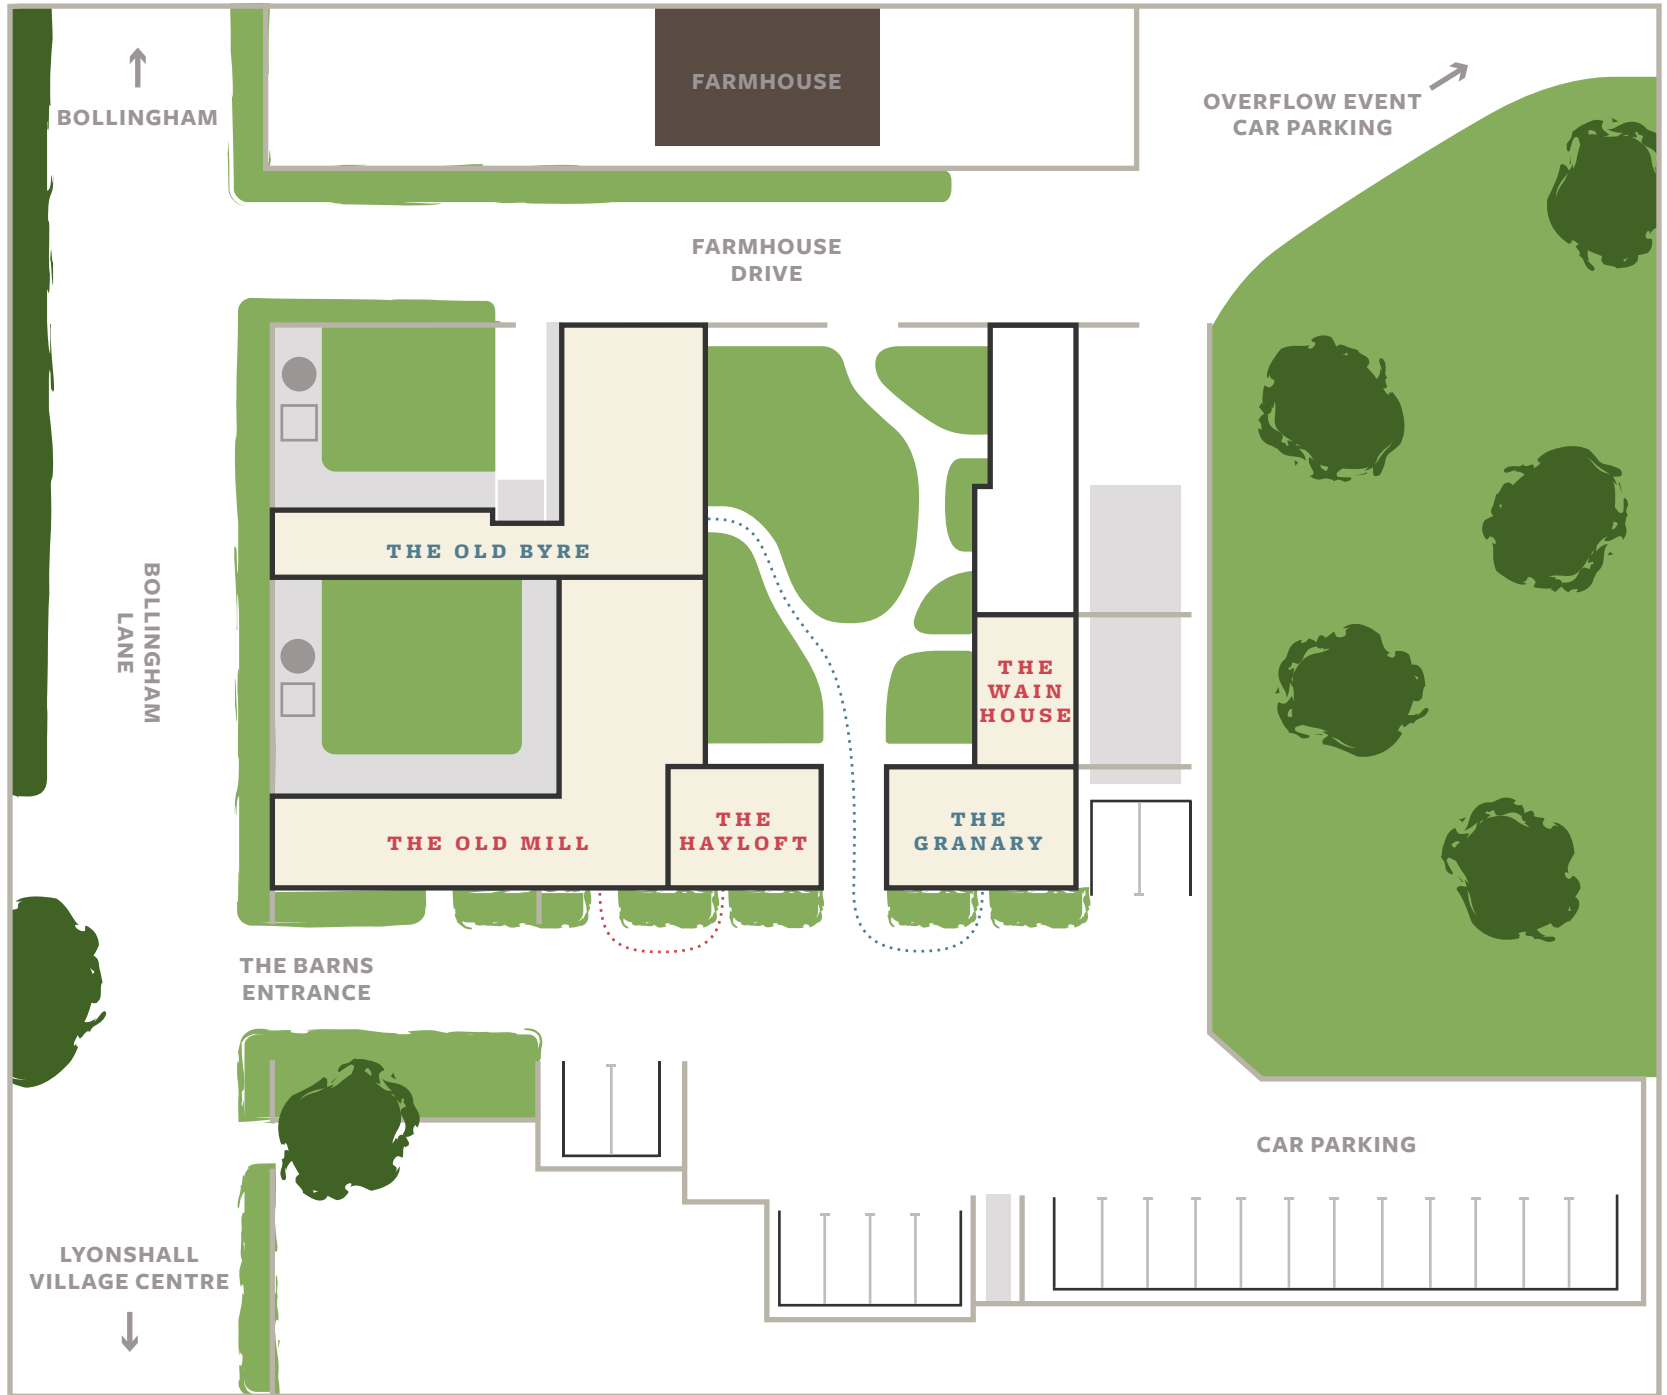 FARMHOUSE
BOLLINGHAM
OVERFLOW EVENT
CAR PARKING
FARMHOUSE
DRIVE
THE OLD BYRE
BOLLINGHAM
LANE
THE
WAIN
HOUSE
THE OLD MILL
THE
HAYLOFT
THE
GRANARY
THE BARNS
ENTRANCE
CAR PARKING
LYONSHALL
VILLAGE CENTRE